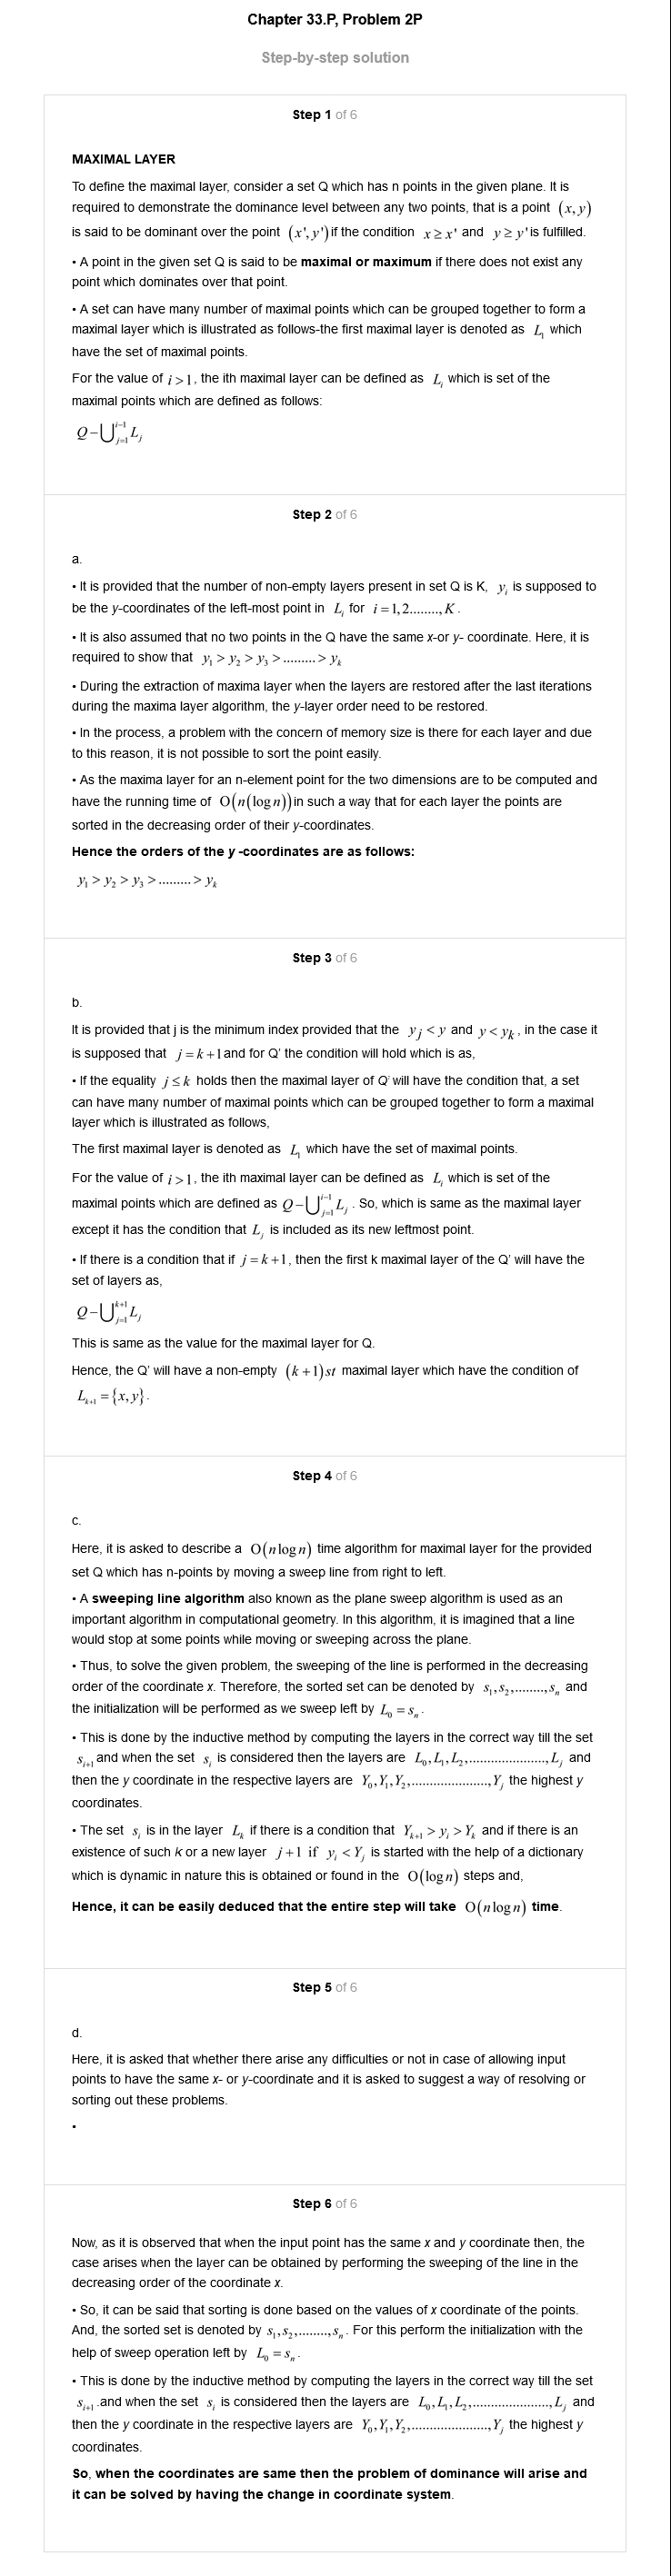 Chapter 33.P, Problem 2P
Step-by-step solution
Step 1 of 6
MAXIMAL LAYER
To define the maximal layer, consider a set Q which has n points in the given plane. It is
required to demonstrate the dominance level between any two points, that is a point (x, y)
is said to be dominant over the point (x', y') if the condition x ≥ x' and y ≥ y' is fulfilled.
• A point in the given set Q is said to be maximal or maximum if there does not exist any
point which dominates over that point.
• A set can have many number of maximal points which can be grouped together to form a
maximal layer which is illustrated as follows-the first maximal layer is denoted as L₁ which
have the set of maximal points.
For the value of i > 1, the ith maximal layer can be defined as Lᵢ which is set of the
maximal points which are defined as follows:
Q − ⋃_{j=1}^{i−1} L_j
Step 2 of 6
a.
• It is provided that the number of non-empty layers present in set Q is K, yᵢ is supposed to
be the y-coordinates of the left-most point in Lᵢ for i = 1, 2........, K.
• It is also assumed that no two points in the Q have the same x-or y- coordinate. Here, it is
required to show that y₁ > y₂ > y₃ > ......... > y_k
• During the extraction of maxima layer when the layers are restored after the last iterations
during the maxima layer algorithm, the y-layer order need to be restored.
• In the process, a problem with the concern of memory size is there for each layer and due
to this reason, it is not possible to sort the point easily.
• As the maxima layer for an n-element point for the two dimensions are to be computed and
have the running time of O(n(log n)) in such a way that for each layer the points are
sorted in the decreasing order of their y-coordinates.
Hence the orders of the y -coordinates are as follows:
y₁ > y₂ > y₃ > ......... > y_k
Step 3 of 6
b.
It is provided that j is the minimum index provided that the y_j < y and y < y_k, in the case it
is supposed that j = k + 1 and for Q' the condition will hold which is as,
• If the equality j ≤ k holds then the maximal layer of Q' will have the condition that, a set
can have many number of maximal points which can be grouped together to form a maximal
layer which is illustrated as follows,
The first maximal layer is denoted as L₁ which have the set of maximal points.
For the value of i > 1, the ith maximal layer can be defined as Lᵢ which is set of the
maximal points which are defined as Q − ⋃_{j=1}^{i−1} L_j. So, which is same as the maximal layer
except it has the condition that L_j is included as its new leftmost point.
• If there is a condition that if j = k + 1, then the first k maximal layer of the Q' will have the
set of layers as,
Q − ⋃_{j=1}^{k+1} L_j
This is same as the value for the maximal layer for Q.
Hence, the Q' will have a non-empty (k + 1)st maximal layer which have the condition of
L_{k+1} = {x, y}.
Step 4 of 6
c.
Here, it is asked to describe a O(n log n) time algorithm for maximal layer for the provided
set Q which has n-points by moving a sweep line from right to left.
• A sweeping line algorithm also known as the plane sweep algorithm is used as an
important algorithm in computational geometry. In this algorithm, it is imagined that a line
would stop at some points while moving or sweeping across the plane.
• Thus, to solve the given problem, the sweeping of the line is performed in the decreasing
order of the coordinate x. Therefore, the sorted set can be denoted by s₁, s₂,........, s_n and
the initialization will be performed as we sweep left by L₀ = s_n.
• This is done by the inductive method by computing the layers in the correct way till the set
s_{i+1} and when the set sᵢ is considered then the layers are L₀, L₁, L₂,......................, L_j and
then the y coordinate in the respective layers are Y₀, Y₁, Y₂,......................, Y_j the highest y
coordinates.
• The set sᵢ is in the layer L_k if there is a condition that Y_{k+1} > yᵢ > Y_k and if there is an
existence of such k or a new layer j + 1 if yᵢ < Y_j is started with the help of a dictionary
which is dynamic in nature this is obtained or found in the O(log n) steps and,
Hence, it can be easily deduced that the entire step will take O(n log n) time.
Step 5 of 6
d.
Here, it is asked that whether there arise any difficulties or not in case of allowing input
points to have the same x- or y-coordinate and it is asked to suggest a way of resolving or
sorting out these problems.
•
Step 6 of 6
Now, as it is observed that when the input point has the same x and y coordinate then, the
case arises when the layer can be obtained by performing the sweeping of the line in the
decreasing order of the coordinate x.
• So, it can be said that sorting is done based on the values of x coordinate of the points.
And, the sorted set is denoted by s₁, s₂,........, s_n. For this perform the initialization with the
help of sweep operation left by L₀ = s_n.
• This is done by the inductive method by computing the layers in the correct way till the set
s_{i+1} .and when the set sᵢ is considered then the layers are L₀, L₁, L₂,......................, L_j and
then the y coordinate in the respective layers are Y₀, Y₁, Y₂,......................, Y_j the highest y
coordinates.
So, when the coordinates are same then the problem of dominance will arise and
it can be solved by having the change in coordinate system.